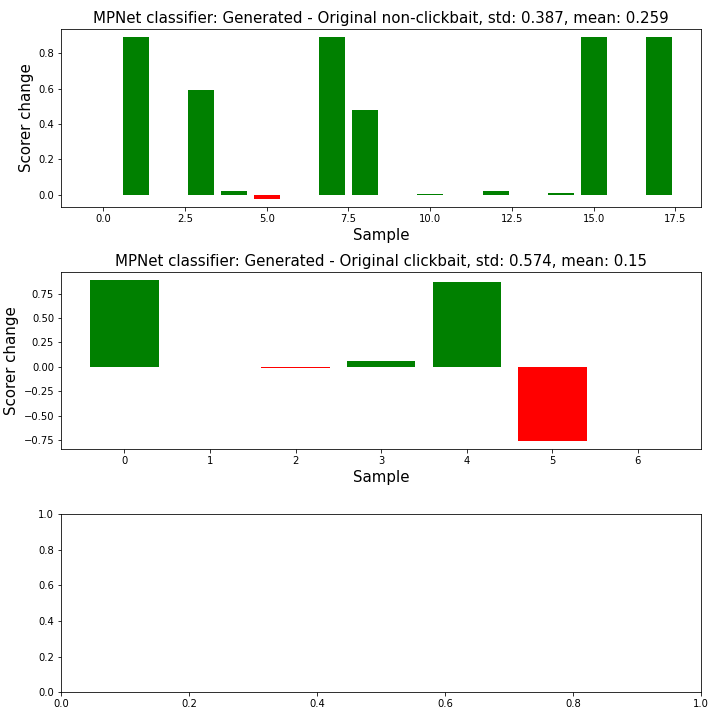 MPNet classifier: Generated - Original non-clickbait, std: 0.387, mean: 0.259
Scorer change
0.8
0.6
0.4
0.2
0.0
0.0 2.5 5.0 7.5 10.0 12.5 15.0 17.5
Sample
MPNet classifier: Generated - Original clickbait, std: 0.574, mean: 0.15
Scorer change
0.75
0.50
0.25
0.00
−0.25
−0.50
−0.75
0 1 2 3 4 5 6
Sample
1.0
0.8
0.6
0.4
0.2
0.0
0.0 0.2 0.4 0.6 0.8 1.0